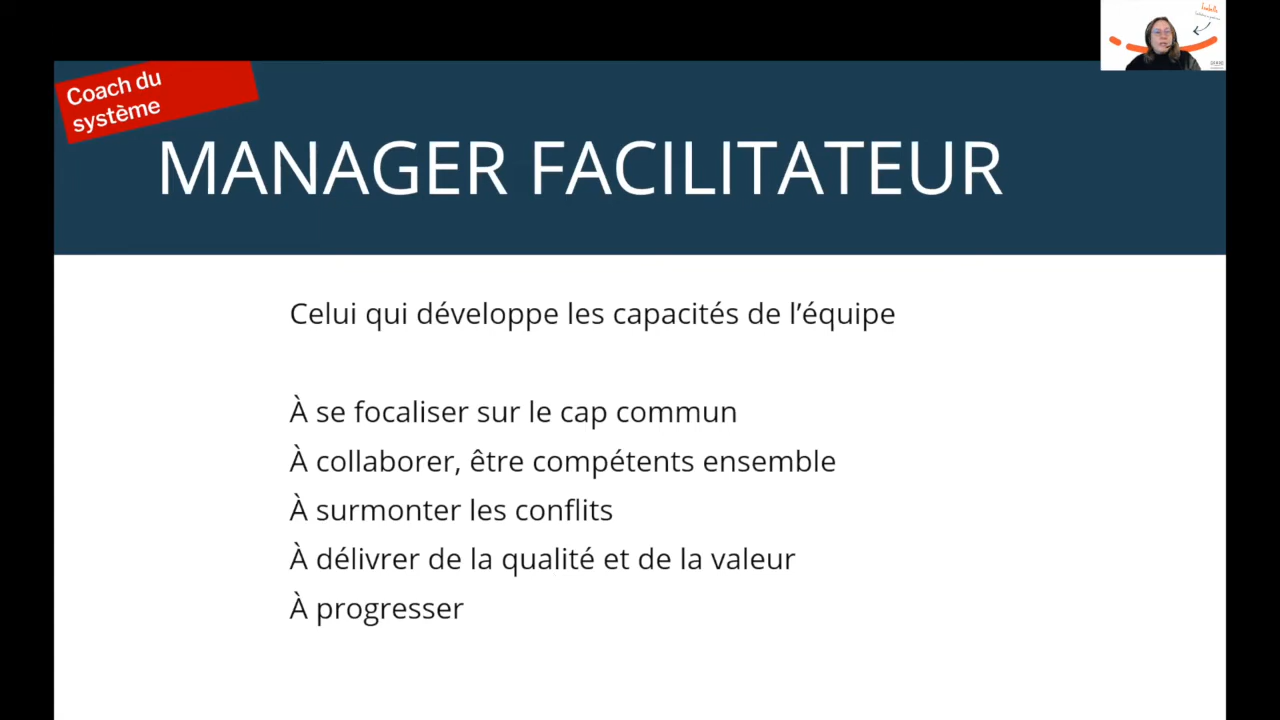 Isabelle
Coach du
système
MANAGER FACILITATEUR
Celui qui développe les capacités de l’équipe
À se focaliser sur le cap commun
À collaborer, être compétents ensemble
À surmonter les conflits
À délivrer de la qualité et de la valeur
À progresser